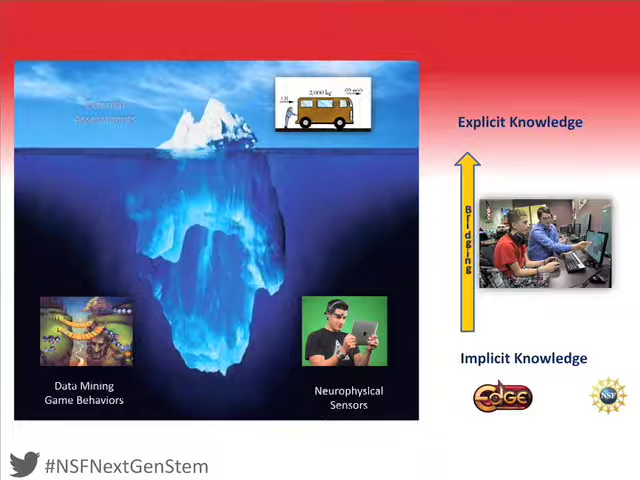 External
Assessments
2,000 kg
1 N
Explicit Knowledge
Bridging
Implicit Knowledge
Data Mining
Game Behaviors
Neurophysical
Sensors
EDGE
NSF
#NSFNextGenStem